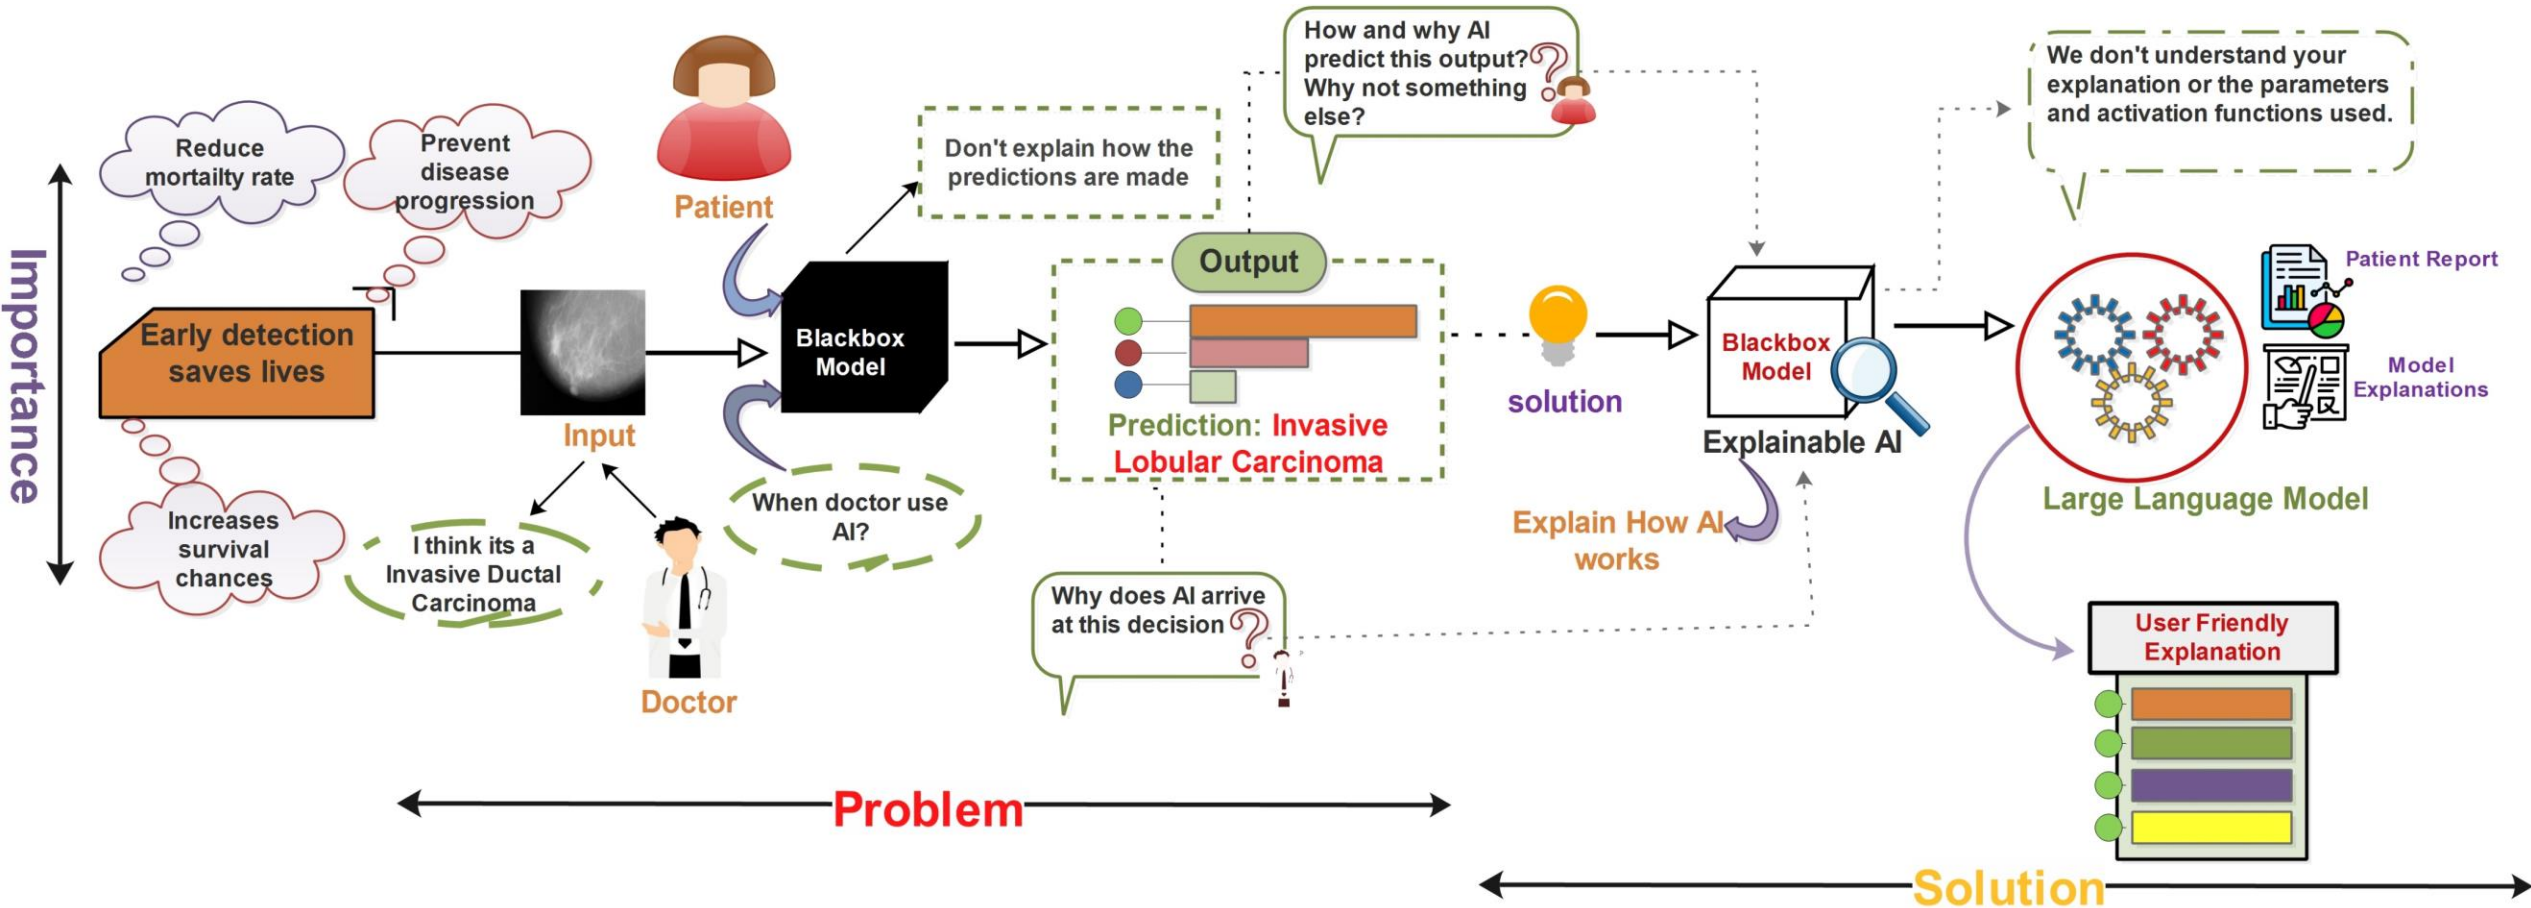 Importance
Reduce
mortailty rate
Prevent
disease
progression
Early detection
saves lives
Increases
survival
chances
Input
I think its a
Invasive Ductal
Carcinoma
Doctor
Patient
Blackbox
Model
When doctor use
AI?
Don't explain how the
predictions are made
Output
Prediction: Invasive
Lobular Carcinoma
How and why AI
predict this output?
Why not something
else?
?
Why does AI arrive
at this decision
?
solution
Blackbox
Model
Explainable AI
Explain How AI
works
We don't understand your
explanation or the parameters
and activation functions used.
Patient Report
Model
Explanations
Large Language Model
User Friendly
Explanation
Problem
Solution